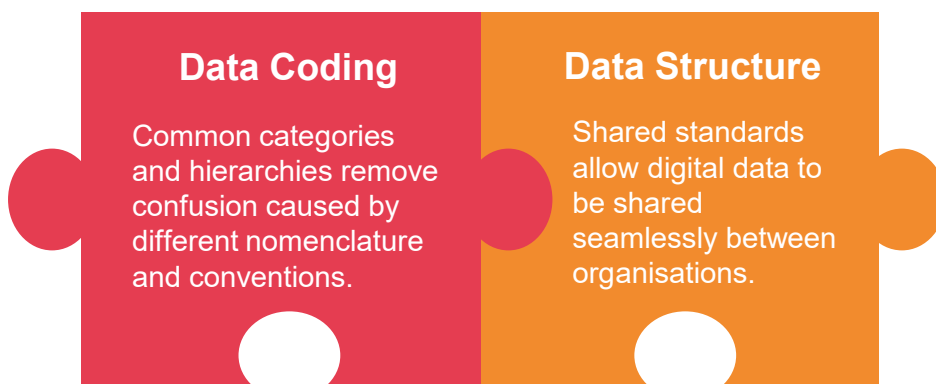 Data Coding
Common categories
and hierarchies remove
confusion caused by
different nomenclature
and conventions.
Data Structure
Shared standards
allow digital data to
be shared
seamlessly between
organisations.